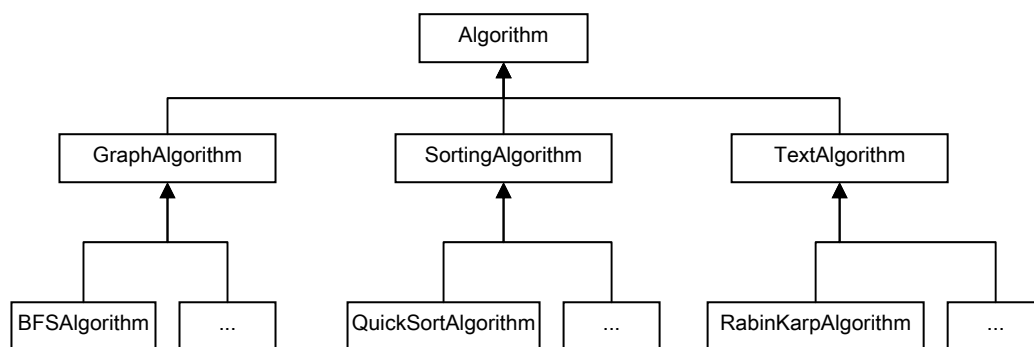 Algorithm
GraphAlgorithm
SortingAlgorithm
TextAlgorithm
BFSAlgorithm
...
QuickSortAlgorithm
...
RabinKarpAlgorithm
...